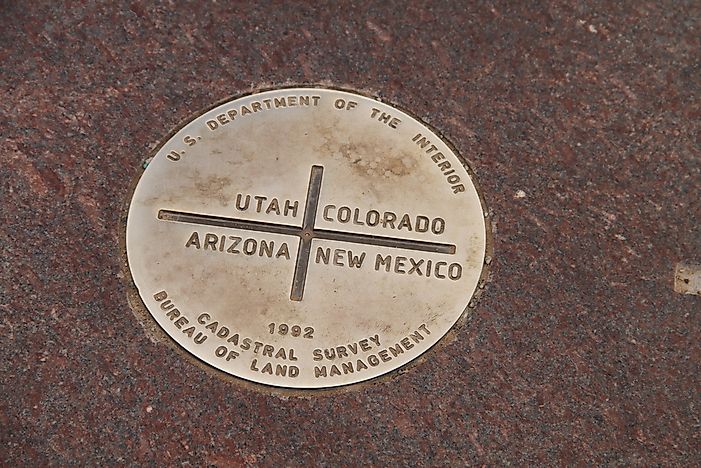 U. S. DEPARTMENT OF THE INTERIOR
UTAH COLORADO
ARIZONA NEW MEXICO
1992
CADASTRAL SURVEY
BUREAU OF LAND MANAGEMENT